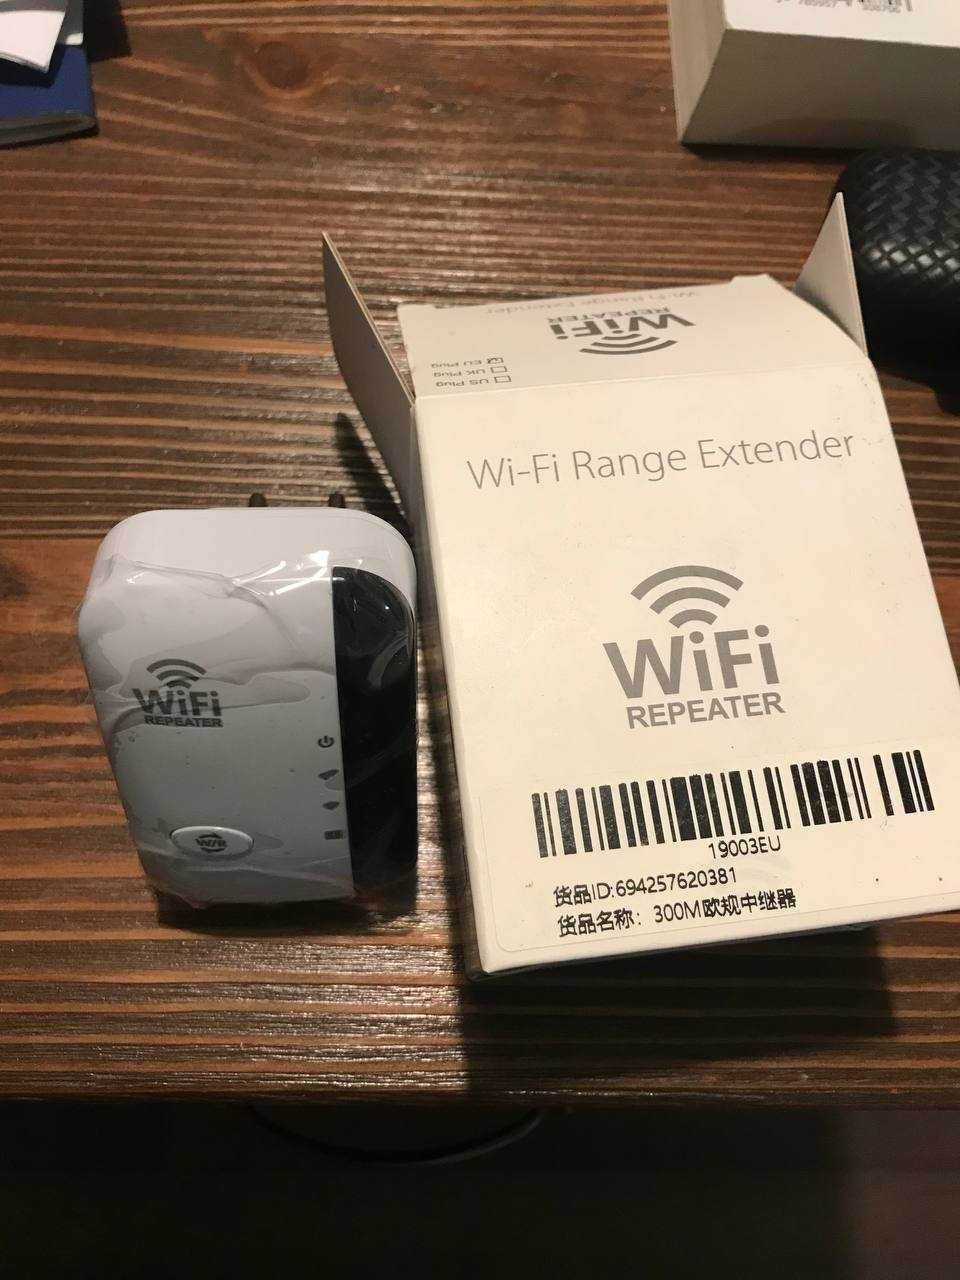 Wi-Fi Range Extender
WiFi
REPEATER
EU Plug
UK Plug
US Plug
Wi-Fi Range Extender
WiFi
REPEATER
19003EU
货品ID:694257620381
货品名称: 300M欧规中继器
WiFi
REPEATER
W/R